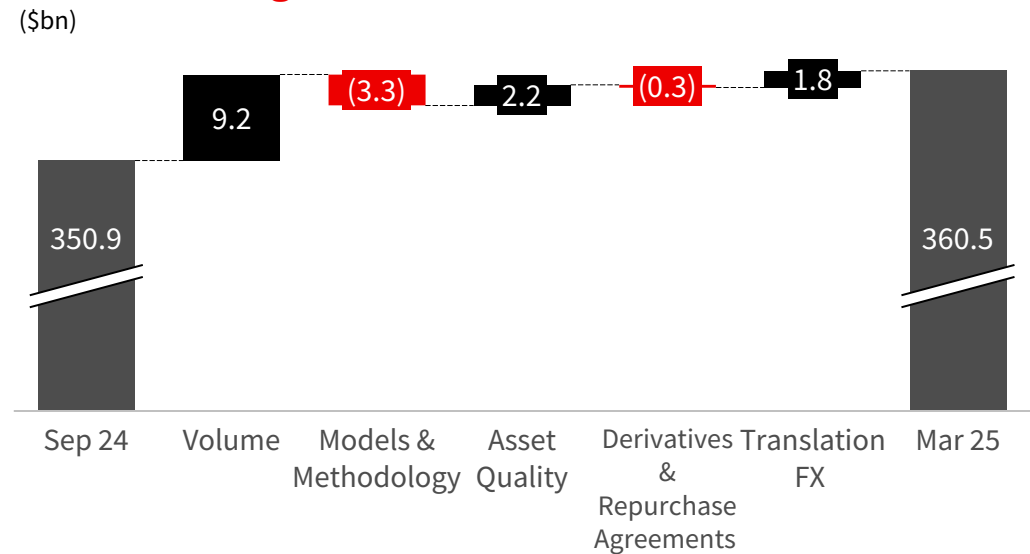 ($bn)
350.9
9.2
(3.3)
2.2
(0.3)
1.8
360.5
Sep 24
Volume
Models &
Methodology
Asset
Quality
Derivatives
&
Repurchase
Agreements
Translation
FX
Mar 25